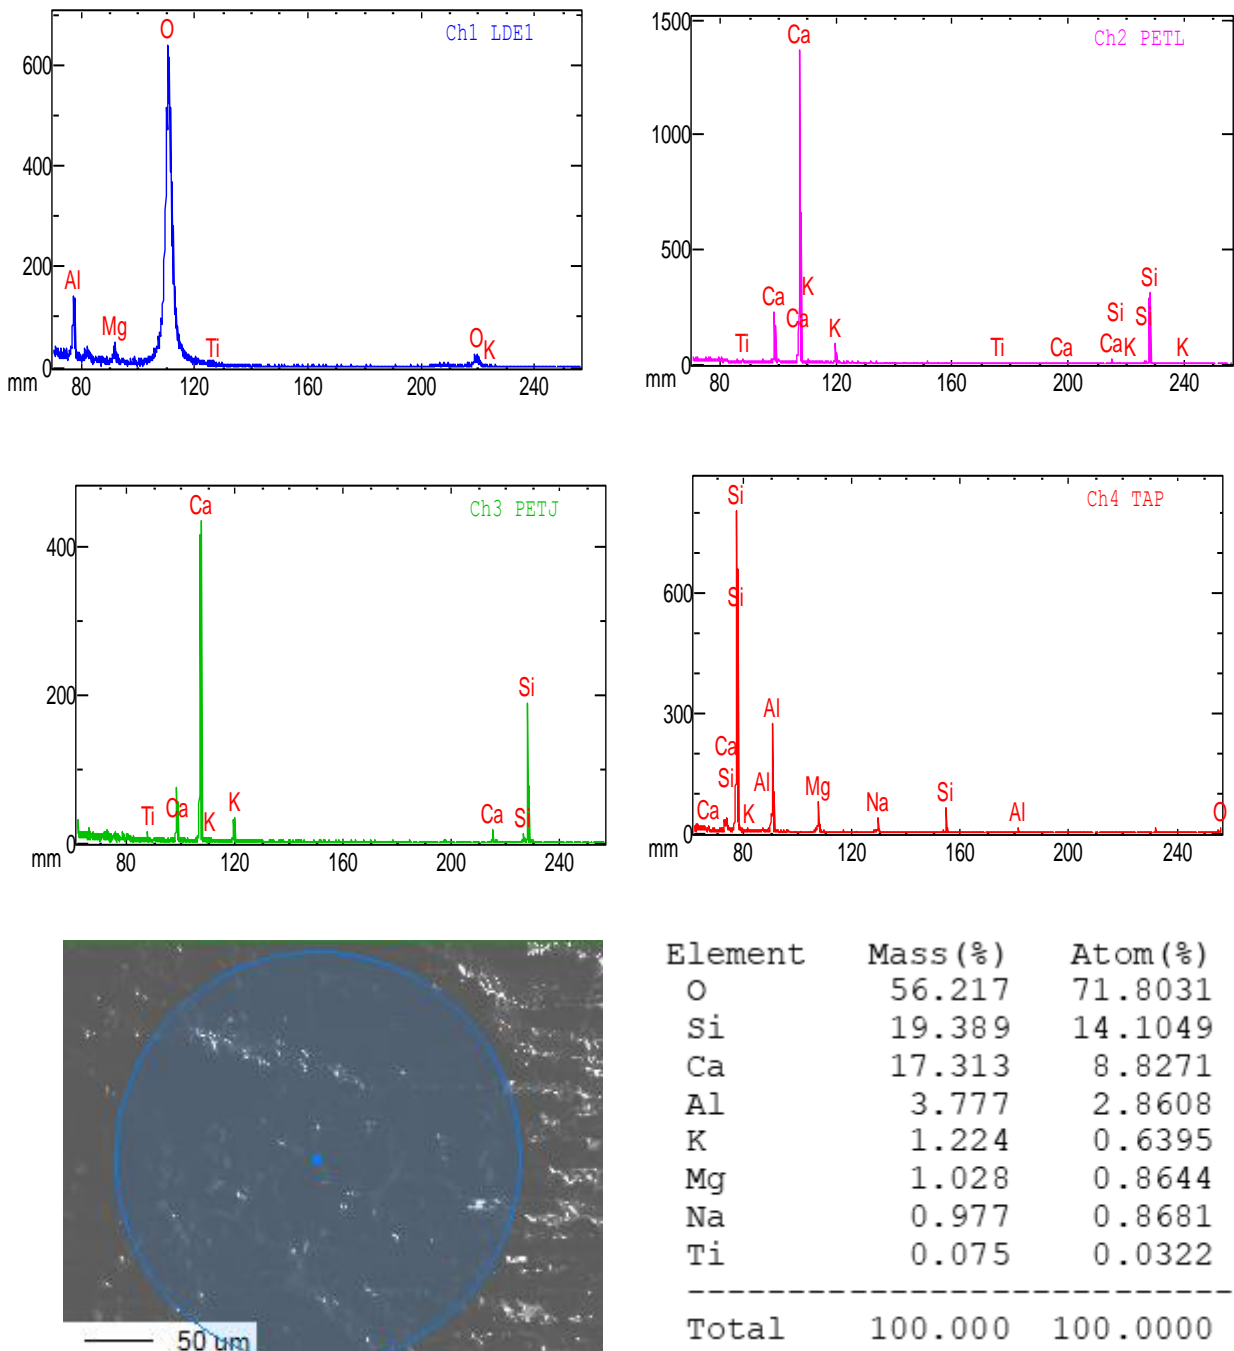 Ch1 LDE1
O
Al
Mg
Ti
O
K
600
400
200
0
mm
80
120
160
200
240
Ch2 PETL
Ca
Ca
Ca
K
K
Ti
Ti
Ca
Si
Ca
K
S
Si
K
1500
1000
500
0
mm
80
120
160
200
240
Ch3 PETJ
Ca
Ti
Ca
K
K
Ca
S
Si
400
200
0
mm
80
120
160
200
240
Ch4 TAP
Si
Si
Ca
Si
Ca
K
Al
Al
Mg
Na
Si
Al
O
600
300
0
mm
80
120
160
200
240
50 um
Element Mass(%) Atom(%)
O 56.217 71.8031
Si 19.389 14.1049
Ca 17.313 8.8271
Al 3.777 2.8608
K 1.224 0.6395
Mg 1.028 0.8644
Na 0.977 0.8681
Ti 0.075 0.0322
Total 100.000 100.0000